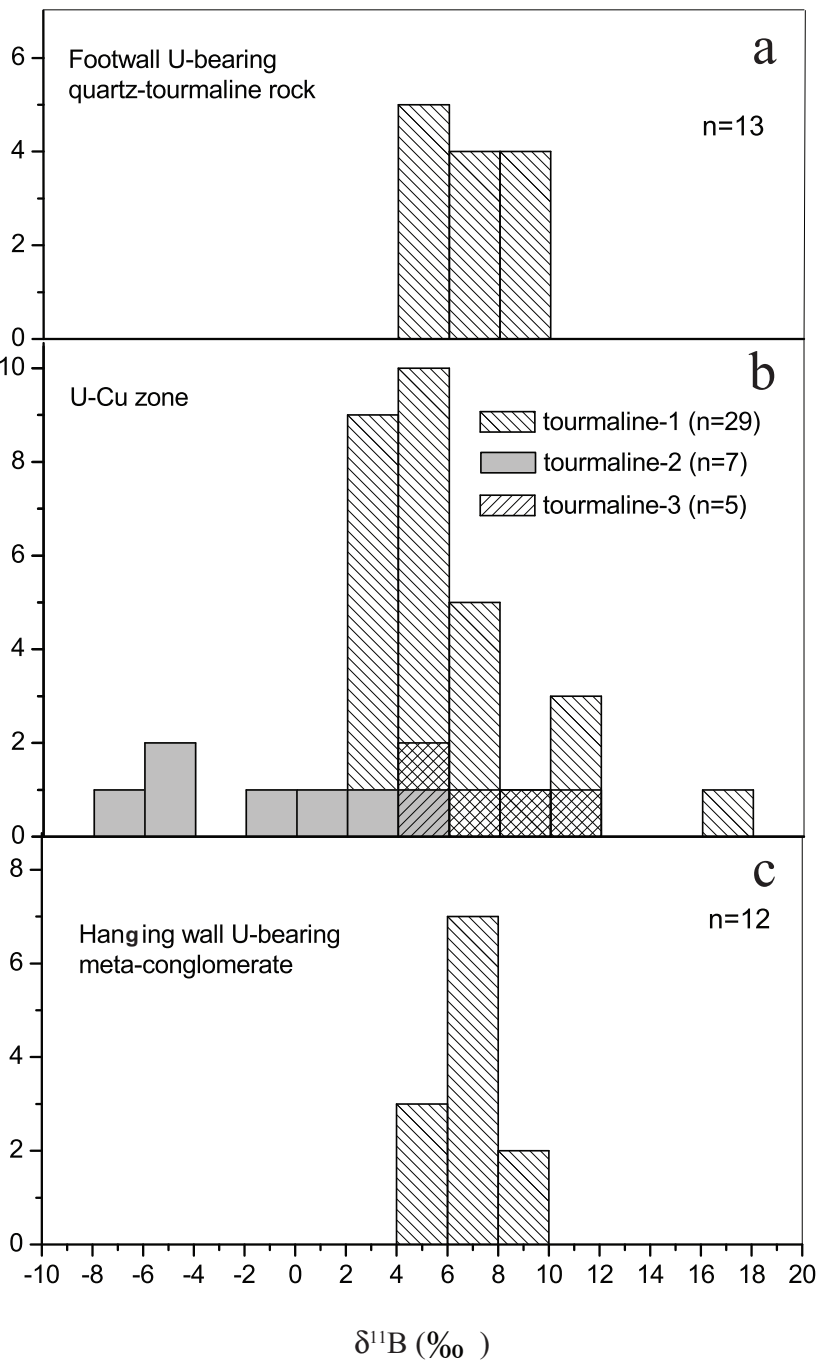 a
6
Footwall U-bearing
quartz-tourmaline rock
n=13
4
2
0
b
10
U-Cu zone
tourmaline-1 (n=29)
8
tourmaline-2 (n=7)
tourmaline-3 (n=5)
6
4
2
0
c
8
n=12
Hanging wall U-bearing
meta-conglomerate
6
4
2
0
-10 -8 -6 -4 -2 0 2 4 6 8 10 12 14 16 18 20
δ¹¹B (‰ )